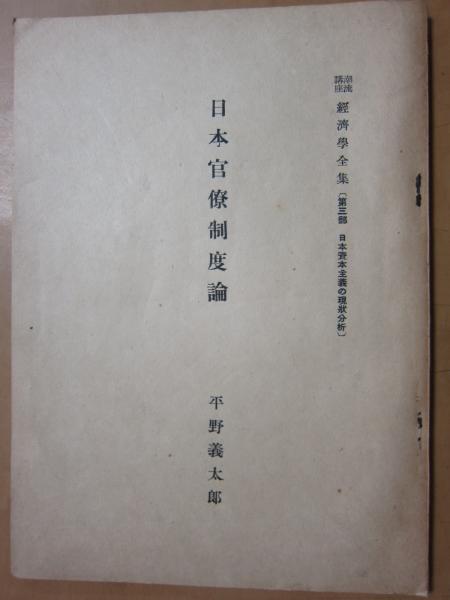 潮流講座 經濟學全集〔第三部 日本資本主義の現狀分析〕
日本官僚制度論
平野義太郎